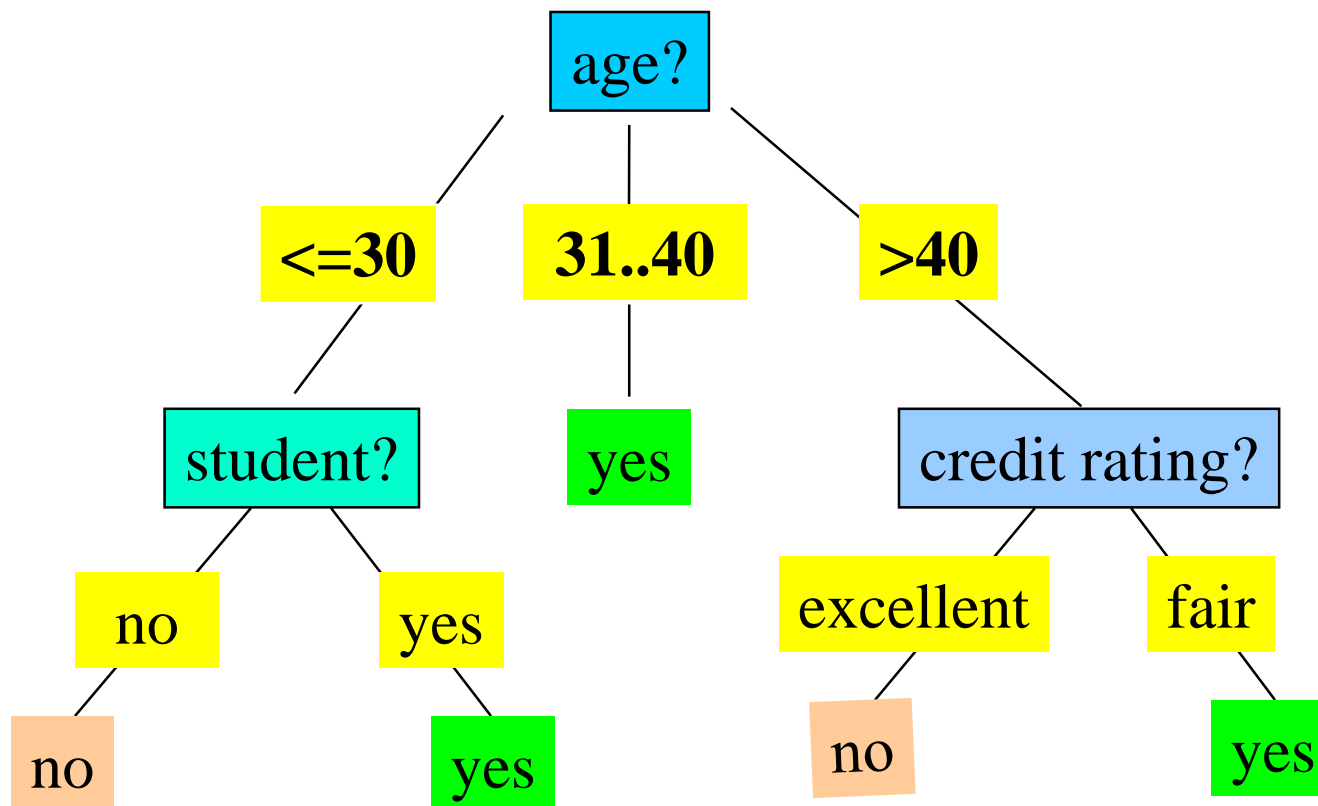 age?
<=30
31..40
>40
student?
yes
credit rating?
no
yes
excellent
fair
no
yes
no
yes